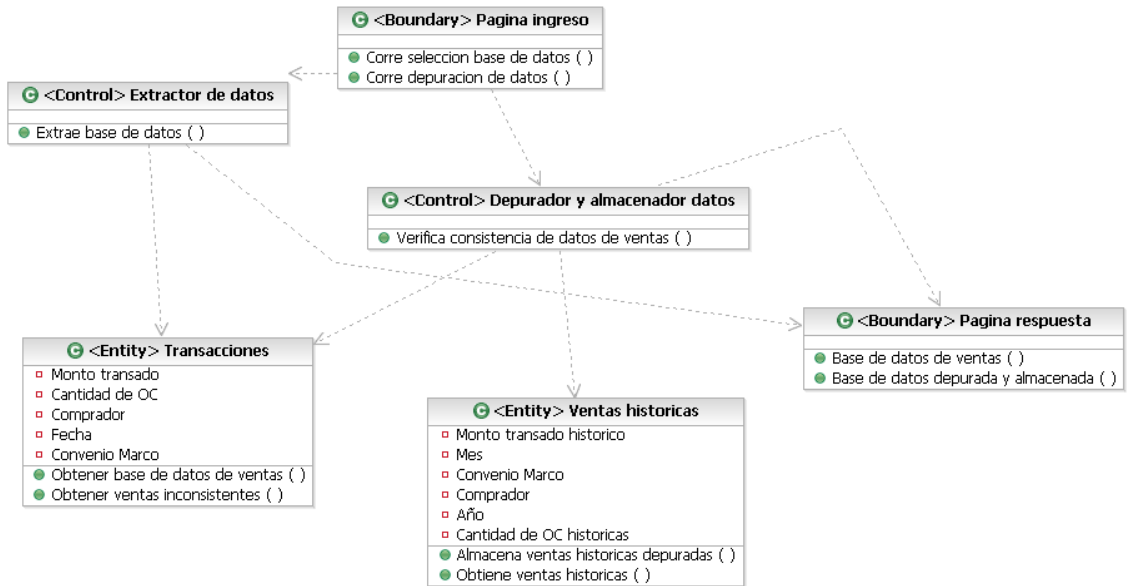 <Boundary> Pagina ingreso
Corre seleccion base de datos ( )
Corre depuracion de datos ( )
<Control> Extractor de datos
Extrae base de datos ( )
<Control> Depurador y almacenador datos
Verifica consistencia de datos de ventas ( )
<Boundary> Pagina respuesta
Base de datos de ventas ( )
Base de datos depurada y almacenada ( )
<Entity> Transacciones
Monto transado
Cantidad de OC
Comprador
Fecha
Convenio Marco
Obtener base de datos de ventas ( )
Obtener ventas inconsistentes ( )
<Entity> Ventas historicas
Monto transado historico
Mes
Convenio Marco
Comprador
Año
Cantidad de OC historicas
Almacena ventas historicas depuradas ( )
Obtiene ventas historicas ( )